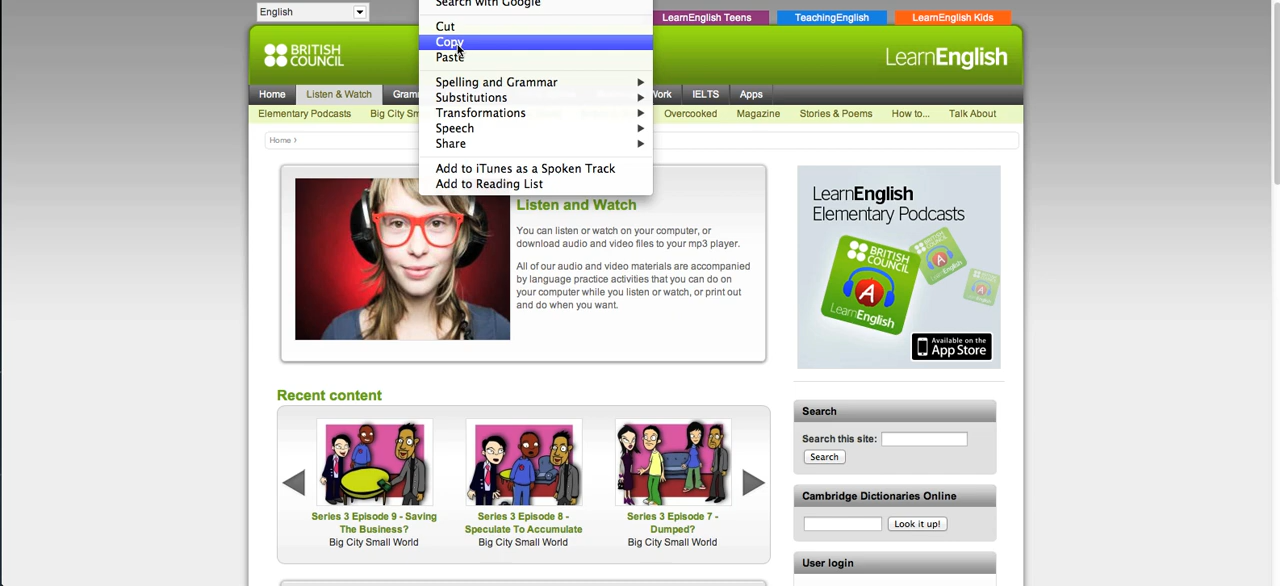 English
Search with Google
LearnEnglish Teens
TeachingEnglish
LearnEnglish Kids
Cut
Copy
Paste
Spelling and Grammar
Substitutions
Transformations
Speech
Share
Add to iTunes as a Spoken Track
Add to Reading List
BRITISH
COUNCIL
LearnEnglish
Home
Listen & Watch
IELTS
Apps
Elementary Podcasts
Overcooked
Magazine
Stories & Poems
How to...
Talk About
Home ›
Listen and Watch
You can listen or watch on your computer, or
download audio and video files to your mp3 player.
All of our audio and video materials are accompanied
by language practice activities that you can do on
your computer while you listen or watch, or print out
and do when you want.
LearnEnglish
Elementary Podcasts
BRITISH
COUNCIL
A
LearnEnglish
Available on the
App Store
Recent content
Series 3 Episode 9 - Saving
The Business?
Big City Small World
Series 3 Episode 8 -
Speculate To Accumulate
Big City Small World
Series 3 Episode 7 -
Dumped?
Big City Small World
Search
Search this site:
Search
Cambridge Dictionaries Online
Look it up!
User login